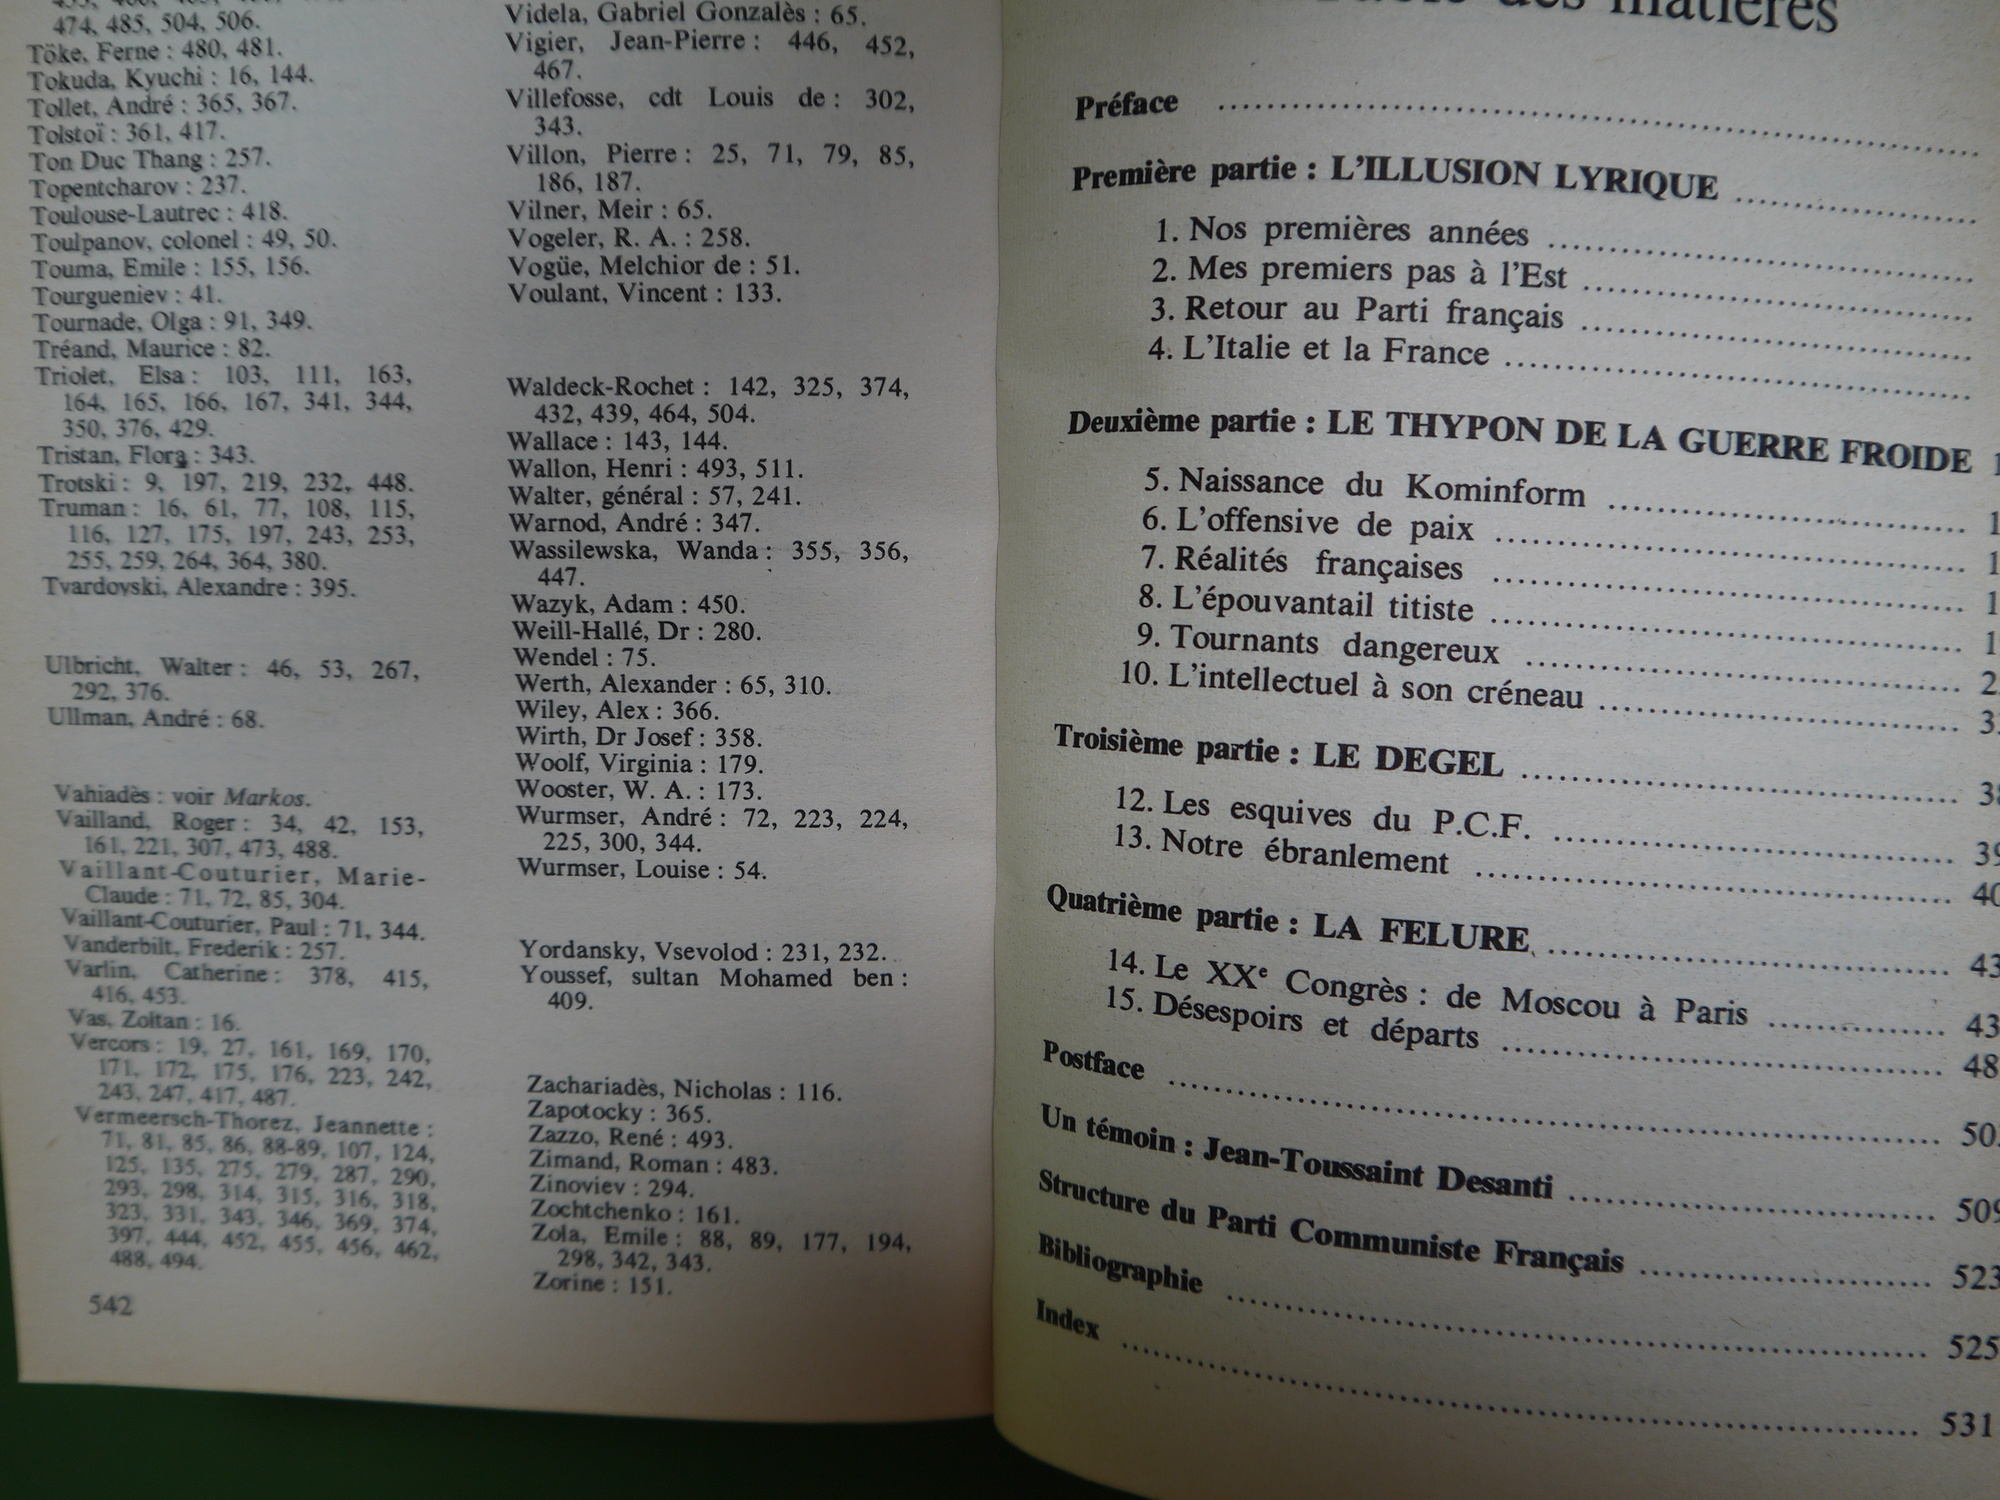 474, 485, 504, 506.
Töke, Ferne : 480, 481.
Tokuda, Kyuchi : 16, 144.
Tollet, André : 365, 367.
Tolstoï : 361, 417.
Ton Duc Thang : 257.
Topentcharov : 237.
Toulouse-Lautrec : 418.
Toulpanov, colonel : 49, 50.
Touma, Emile : 155, 156.
Tourgueniev : 41.
Tournade, Olga : 91, 349.
Tréand, Maurice : 82.
Triolet, Elsa : 103, 111, 163,
164, 165, 166, 167, 341, 344,
350, 376, 429.
Tristan, Flora : 343.
Trotski : 9, 197, 219, 232, 448.
Truman : 16, 61, 77, 108, 115,
116, 127, 175, 197, 243, 253,
255, 259, 264, 364, 380.
Tvardovski, Alexandre : 395.
Ulbricht, Walter : 46, 53, 267,
292, 376.
Ullman, André : 68.
Vahiadès : voir Markos.
Vailland, Roger : 34, 42, 153,
161, 221, 307, 473, 488.
Vaillant-Couturier, Marie-
Claude : 71, 72, 85, 304.
Vaillant-Couturier, Paul : 71, 344.
Vanderbilt, Frederik : 257.
Varlin, Catherine : 378, 415,
416, 453.
Vas, Zoltan : 16.
Vercors : 19, 27, 161, 169, 170,
171, 172, 175, 176, 223, 242,
243, 247, 417, 487.
Vermeersch-Thorez, Jeannette :
71, 81, 85, 86, 88-89, 107, 124,
125, 135, 275, 279, 287, 290,
293, 298, 314, 315, 316, 318,
323, 331, 343, 346, 369, 374,
397, 444, 452, 455, 456, 462,
488, 494.
542
Videla, Gabriel Gonzalès : 65.
Vigier, Jean-Pierre : 446, 452,
467.
Villefosse, cdt Louis de : 302,
343.
Villon, Pierre : 25, 71, 79, 85,
186, 187.
Vilner, Meir : 65.
Vogeler, R. A. : 258.
Vogüe, Melchior de : 51.
Voulant, Vincent : 133.
Waldeck-Rochet : 142, 325, 374,
432, 439, 464, 504.
Wallace : 143, 144.
Wallon, Henri : 493, 511.
Walter, général : 57, 241.
Warnod, André : 347.
Wassilewska, Wanda : 355, 356,
447.
Wazyk, Adam : 450.
Weill-Hallé, Dr : 280.
Wendel : 75.
Werth, Alexander : 65, 310.
Wiley, Alex : 366.
Wirth, Dr Josef : 358.
Woolf, Virginia : 179.
Wooster, W. A. : 173.
Wurmser, André : 72, 223, 224,
225, 300, 344.
Wurmser, Louise : 54.
Yordansky, Vsevolod : 231, 232.
Youssef, sultan Mohamed ben :
409.
Zachariadès, Nicholas : 116.
Zapotocky : 365.
Zazzo, René : 493.
Zimand, Roman : 483.
Zinoviev : 294.
Zochtchenko : 161.
Zola, Emile : 88, 89, 177, 194,
298, 342, 343.
Zorine : 151.
des matières
Préface ..........
Première partie : L'ILLUSION LYRIQUE ..........
1. Nos premières années ..........
2. Mes premiers pas à l'Est ..........
3. Retour au Parti français ..........
4. L'Italie et la France ..........
Deuxième partie : LE THYPON DE LA GUERRE FROIDE 1
5. Naissance du Kominform .......... 1
6. L'offensive de paix .......... 1
7. Réalités françaises .......... 1
8. L'épouvantail titiste .......... 1
9. Tournants dangereux .......... 2
10. L'intellectuel à son créneau .......... 3
Troisième partie : LE DEGEL .......... 38
12. Les esquives du P.C.F. .......... 39
13. Notre ébranlement .......... 40
Quatrième partie : LA FELURE .......... 43
14. Le XXe Congrès : de Moscou à Paris .......... 43
15. Désespoirs et départs .......... 48
Postface .......... 50
Un témoin : Jean-Toussaint Desanti .......... 509
Structure du Parti Communiste Français .......... 523
Bibliographie .......... 525
Index .......... 531